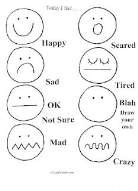 Today I feel...
Happy
Scared
Sad
Tired
OK
Blah
Not Sure
Draw
your
own
Mad
Crazy